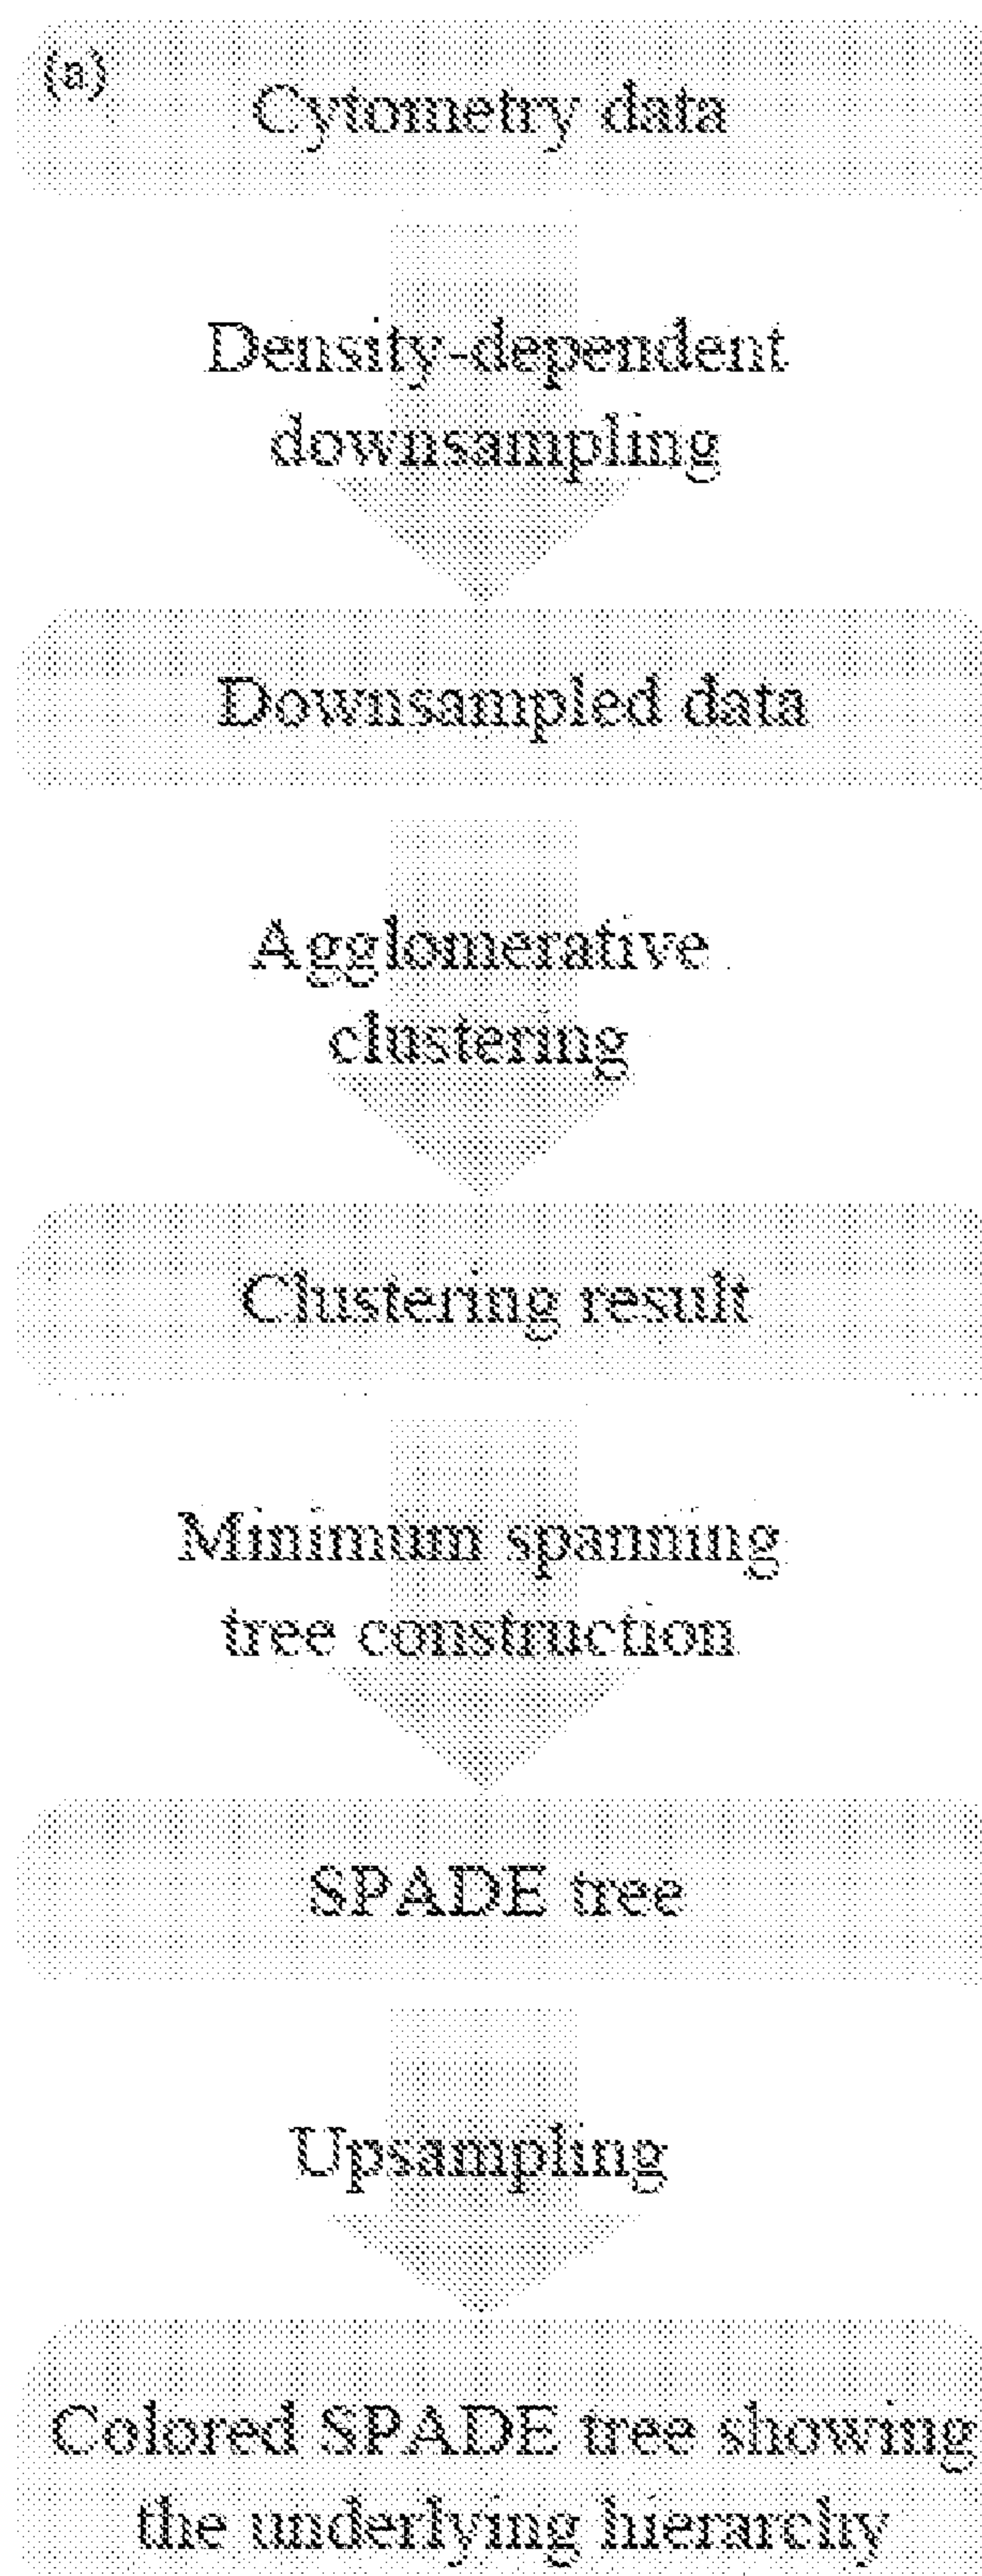 (a)
Cytometry data
Density-dependent
downsampling
Downsampled data
Agglomerative
clustering
Clustering result
Minimum spanning
tree construction
SPADE tree
Upsampling
Colored SPADE tree showing
the underlying hierarchy